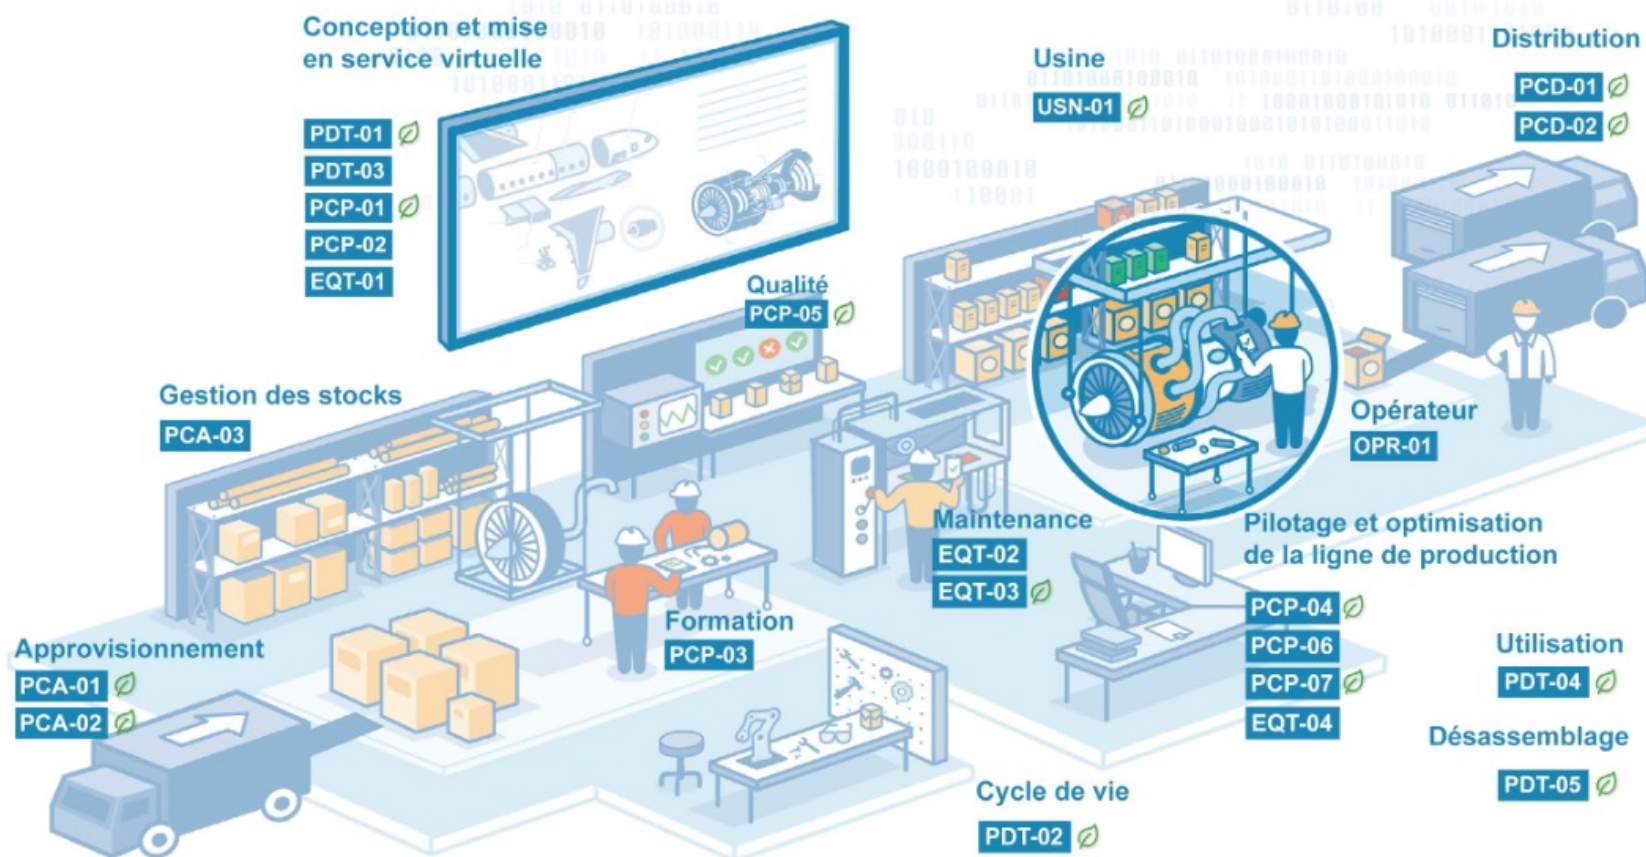 Conception et mise
en service virtuelle
PDT-01
PDT-03
PCP-01
PCP-02
EQT-01
Usine
USN-01
Distribution
PCD-01
PCD-02
Qualité
PCP-05
Gestion des stocks
PCA-03
Opérateur
OPR-01
Maintenance
EQT-02
EQT-03
Pilotage et optimisation
de la ligne de production
PCP-04
PCP-06
PCP-07
EQT-04
Formation
PCP-03
Approvisionnement
PCA-01
PCA-02
Utilisation
PDT-04
Désassemblage
PDT-05
Cycle de vie
PDT-02